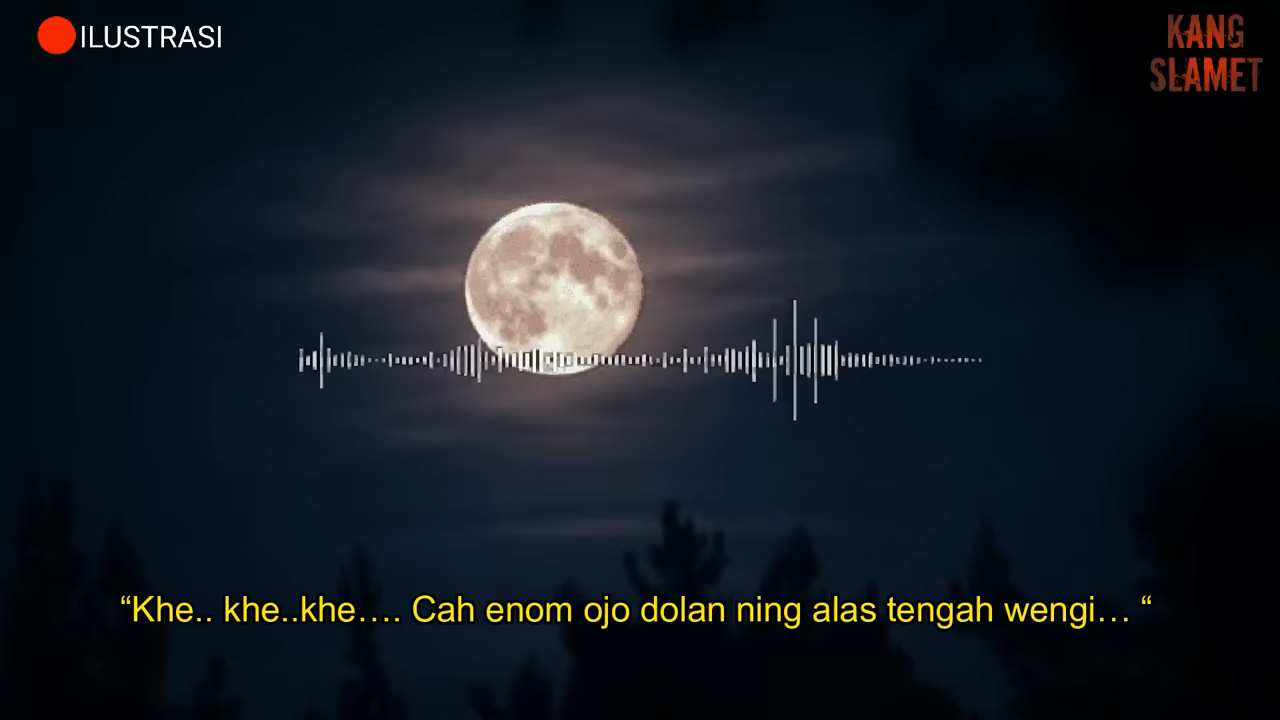 ILUSTRASI
KANG
SLAMET
“Khe.. khe..khe…. Cah enom ojo dolan ning alas tengah wengi… “